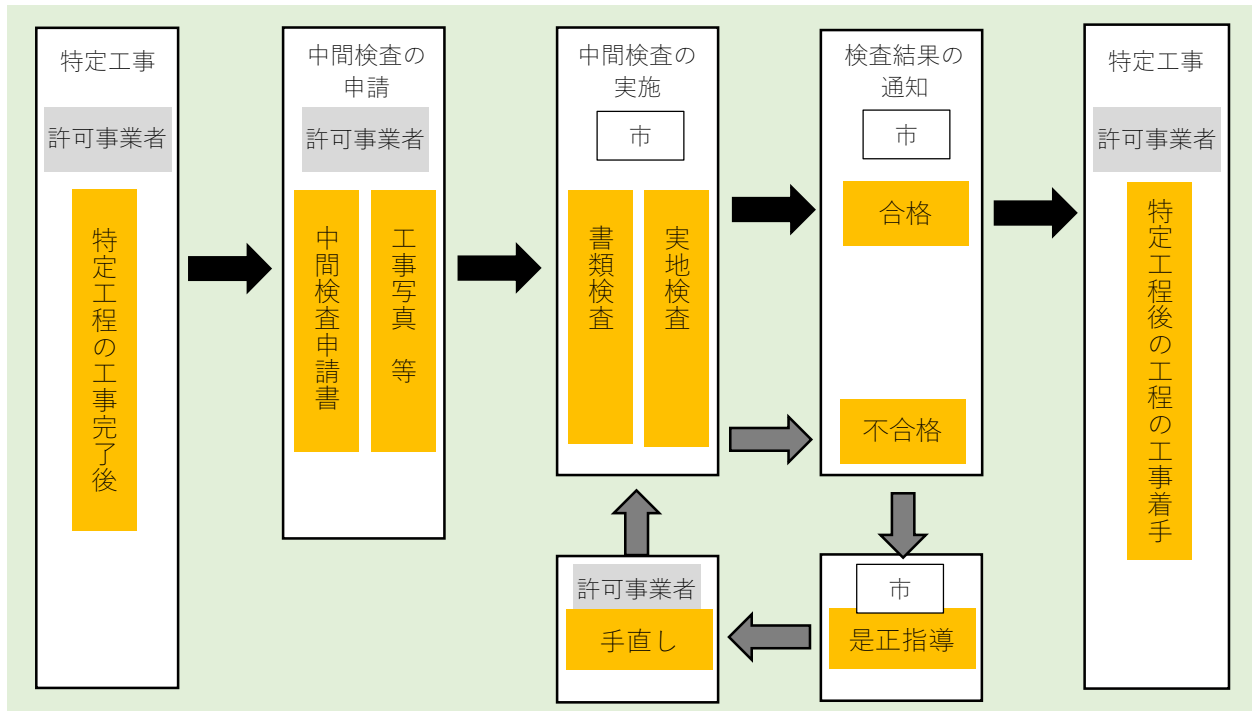 特定工事
許可事業者
特定工程の工事完了後
中間検査の
申請
許可事業者
中間検査申請書
工事写真 等
中間検査の
実施
市
書類検査
実地検査
検査結果の
通知
市
合格
不合格
市
是正指導
許可事業者
手直し
特定工事
許可事業者
特定工程後の工程の工事着手